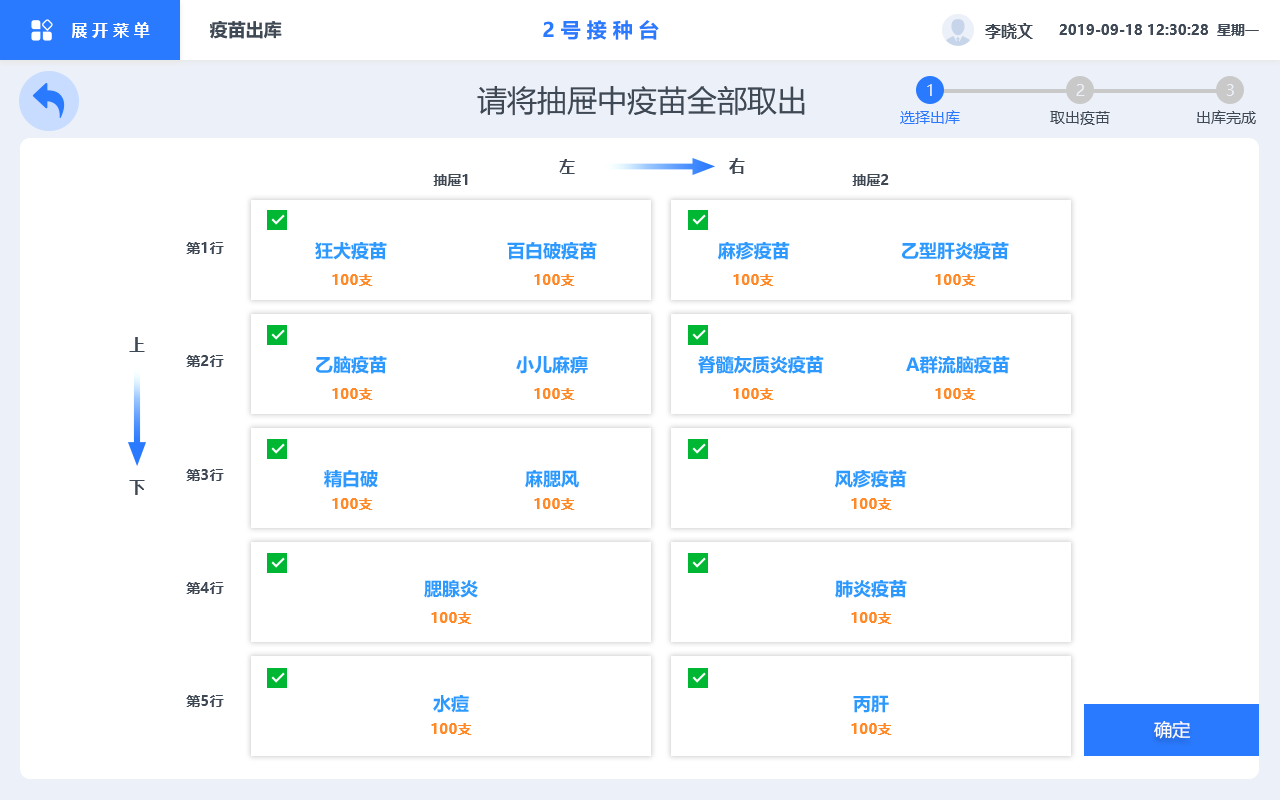 展开菜单 疫苗出库 2号接种台 李晓文 2019-09-18 12:30:28 星期一
请将抽屉中疫苗全部取出
1 2 3
选择出库 取出疫苗 出库完成
左 右
抽屉1 抽屉2
第1行 狂犬疫苗 百白破疫苗 麻疹疫苗 乙型肝炎疫苗
100支 100支 100支 100支
上
第2行 乙脑疫苗 小儿麻痹 脊髓灰质炎疫苗 A群流脑疫苗
100支 100支 100支 100支
第3行 精白破 麻腮风 风疹疫苗
下
100支 100支 100支
第4行 腮腺炎 肺炎疫苗
100支 100支
第5行 水痘 丙肝
100支 100支
确定